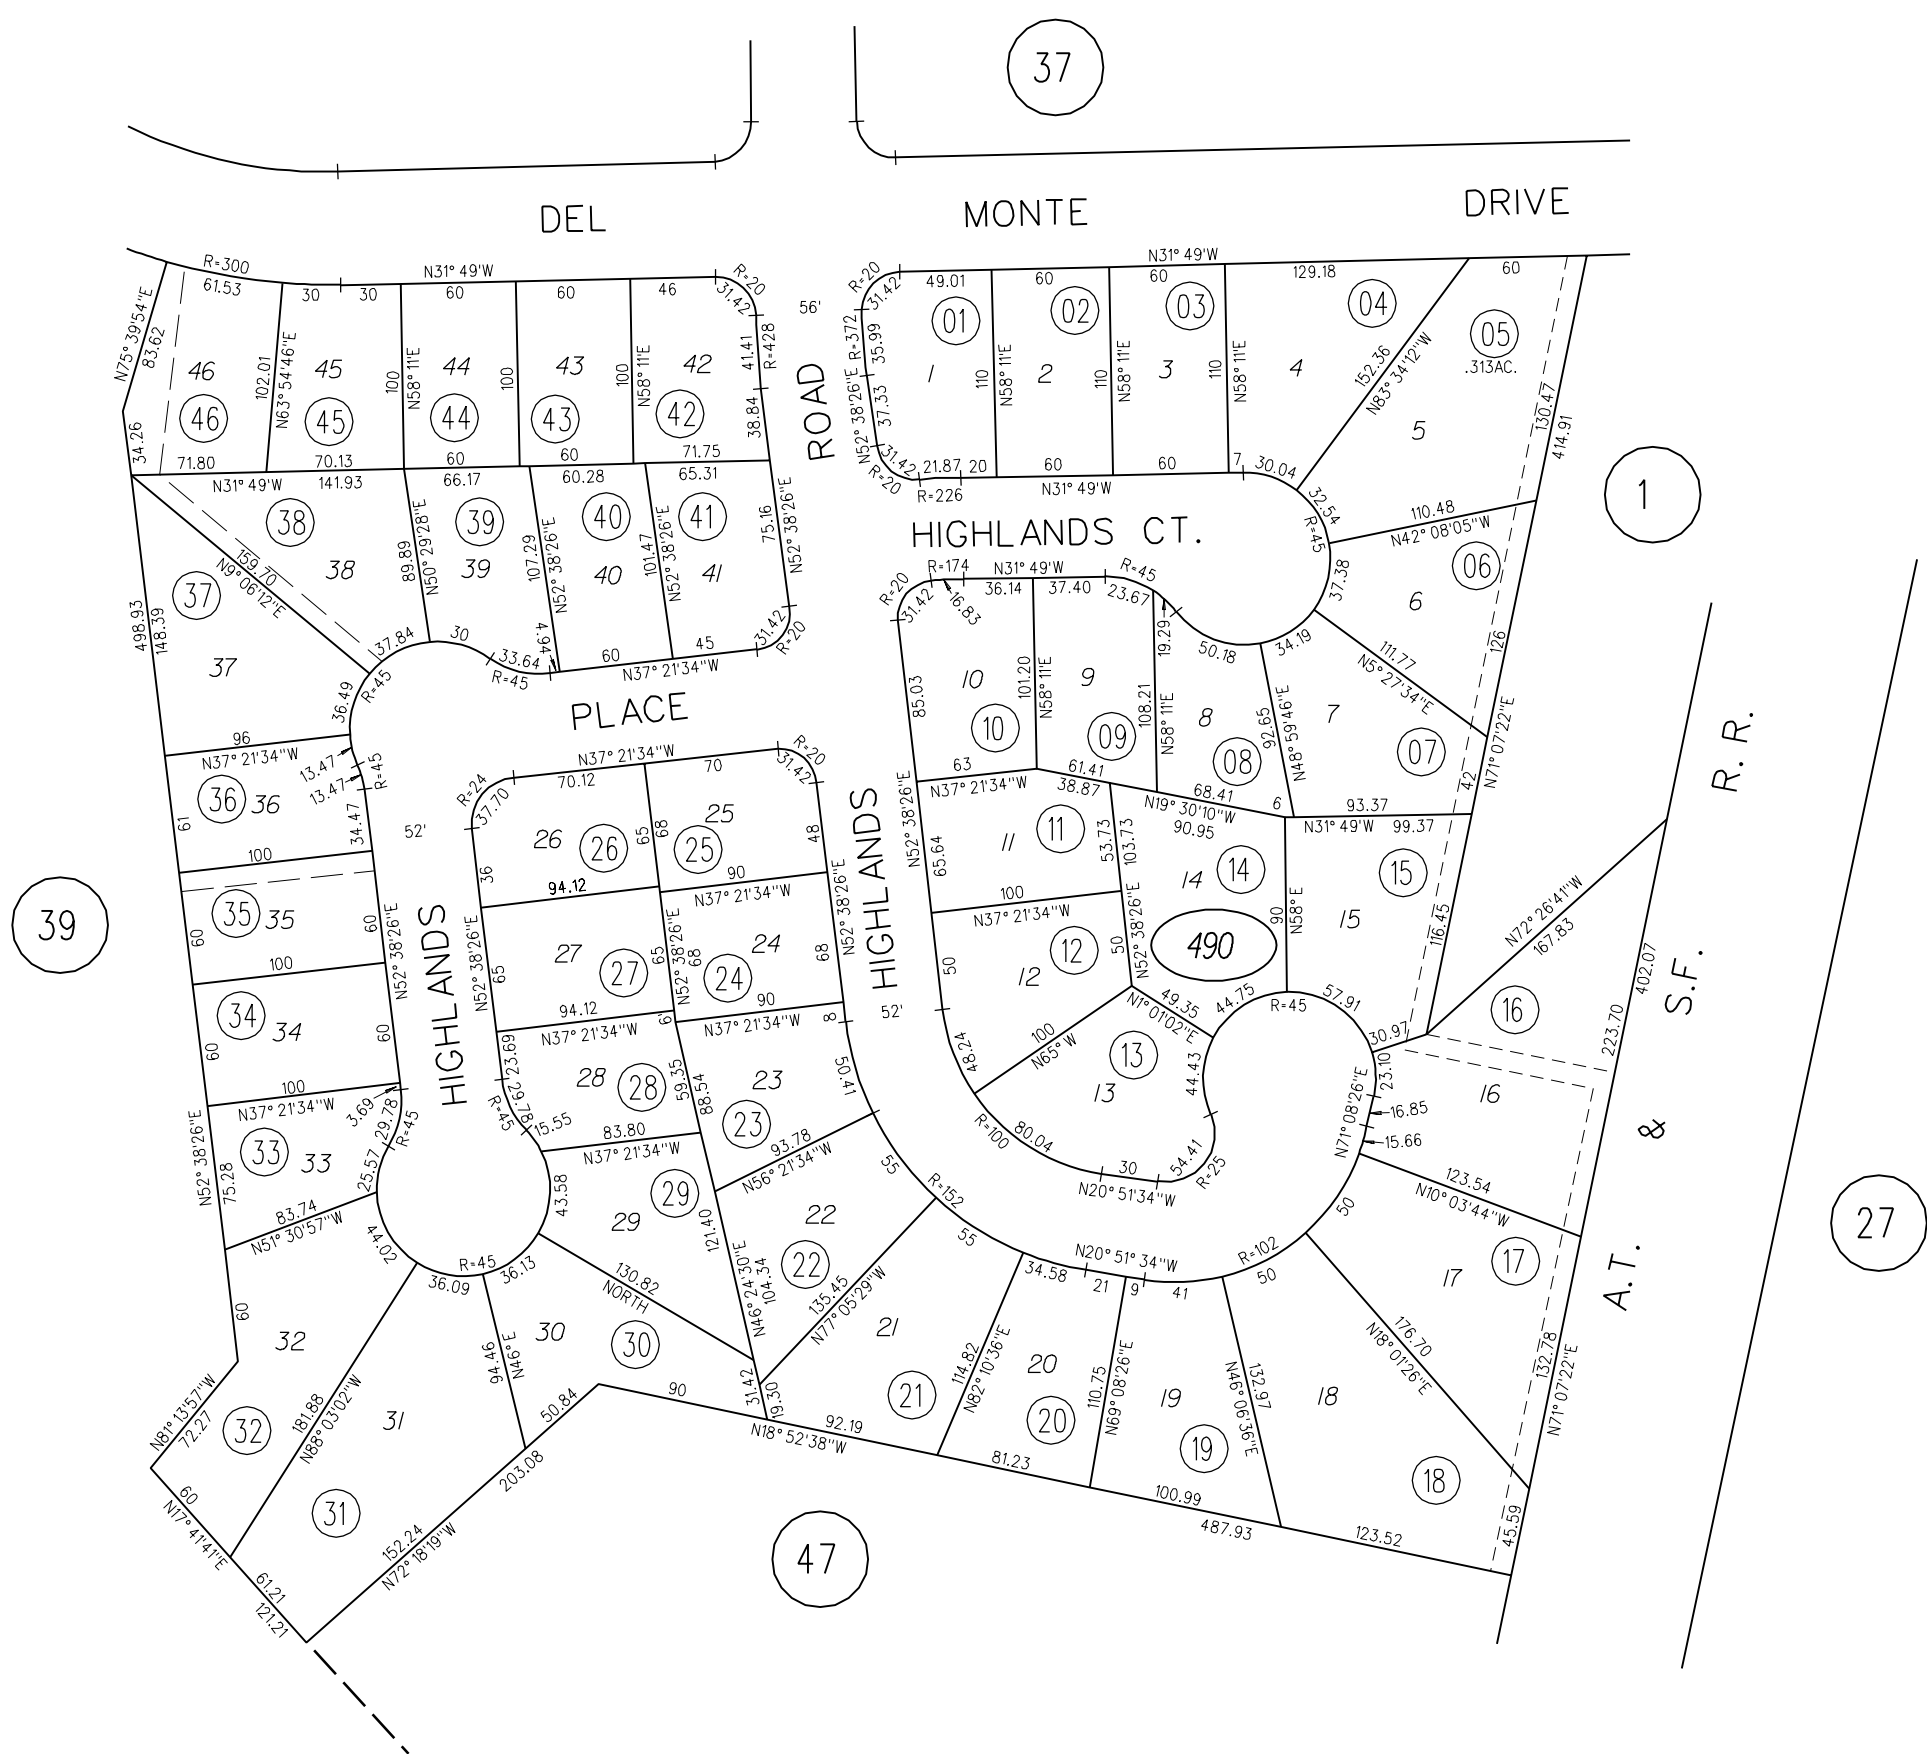 37
DEL MONTE DRIVE
R=300
61.53
30
30
N31° 49'W
60
60
46
R=20
31.42
56'
R=20
31.42
49.01
60
N31° 49'W
60
129.18
60
N75° 39'54"E
83.62
34.26
46
46
71.80
102.01
N63° 54'46"E
45
45
70.13
100
N58° 11'E
44
44
60
100
43
43
60
100
N58° 11'E
42
42
71.75
41.41
R=428
38.84
ROAD
R=372
35.99
N52° 38'26"E
37.33
31.42
R=20
01
1
110
N58° 11'E
02
2
110
N58° 11'E
03
3
110
N58° 11'E
04
4
152.36
N83° 34'12"W
05
.313AC.
5
130.47
414.91
21.87
20
R=226
60
N31° 49'W
60
7
30.04
32.54
R=45
37.38
110.48
N42° 08'05"W
1
N31° 49'W
141.93
66.17
60.28
65.31
38
38
159.70
N9° 06'12"E
89.89
N50° 29'28"E
39
39
107.29
N52° 38'26"E
40
40
101.47
N52° 38'26"E
41
41
75.16
N52° 38'26"E
31.42
R=20
37.84
30
33.64
R=45
4.94
60
45
N37° 21'34"W
HIGHLANDS CT.
R=20
31.42
R=174
16.83
N31° 49'W
36.14
37.40
R=45
23.67
19.29
50.18
34.19
06
6
126
111.77
N5° 27'34"E
37
37
498.93
148.39
R=45
36.49
96
N37° 21'34"W
13.47
13.47
R=45
34.47
PLACE
10
10
85.03
101.20
N58° 11'E
9
09
108.21
N58° 11'E
8
08
92.65
N48° 59'46"E
7
07
42
N71° 07'22"E
63
N37° 21'34"W
61.41
38.87
68.41
N19° 30'10"W
90.95
6
93.37
N31° 49'W
99.37
36
36
61
100
52'
R=24
37.70
N37° 21'34"W
70.12
70
R=20
31.42
26
26
36
65
94.12
25
25
68
48
90
N37° 21'34"W
N52° 38'26"E
HIGHLANDS
N52° 38'26"E
65.64
11
11
53.73
103.73
100
N37° 21'34"W
14
14
N52° 38'26"E
50
490
90
N58° E
15
15
116.45
39
35
35
60
60
100
N52° 38'26"E
HIGHLANDS
N52° 38'26"E
65
27
27
65
N52° 38'26"E
68
94.12
N37° 21'34"W
6
24
24
68
90
N37° 21'34"W
8
52'
12
12
50
48.24
100
N65° W
49.35
N1° 01'02"E
44.75
R=45
57.91
30.97
34
34
60
60
100
N37° 21'34"W
3.69
29.78
R=45
23.69
26.78
R=45
15.55
28
28
59.35
88.54
83.80
N37° 21'34"W
23
23
50.41
93.78
N56° 21'34"W
13
13
44.43
R=100
80.04
30
N20° 51'34"W
54.41
R=25
N72° 26'41"W
167.83
16
16
23.10
16.85
15.66
N71° 08'26"E
223.70
402.07
A.T. & S.F. R.R.
27
33
33
N52° 38'26"E
75.28
25.57
83.74
N51° 30'57"W
44.02
R=45
36.09
36.13
43.58
29
29
130.82
NORTH
121.40
N46° 24'30"E
104.34
22
22
135.45
N77° 05'29"W
55
R=152
55
34.58
N20° 51' 34"W
21
9
41
R=102
50
50
123.54
N10° 03'44"W
17
17
176.70
N18° 01'26"E
132.78
N71° 07'22"E
60
32
32
N81° 13'57"W
72.27
181.88
N88° 03'02"W
31
31
94.46
N46° E
30
30
50.84
203.08
90
31.42
19.30
92.19
N18° 52'38"W
21
21
114.82
N82° 10'36"E
20
20
110.75
N69° 08'26"E
81.23
19
19
N46° 06'36"E
132.97
100.99
487.93
18
18
123.52
45.59
60
N17° 41'41"E
61.21
121.21
152.24
N72° 18'19"W
47